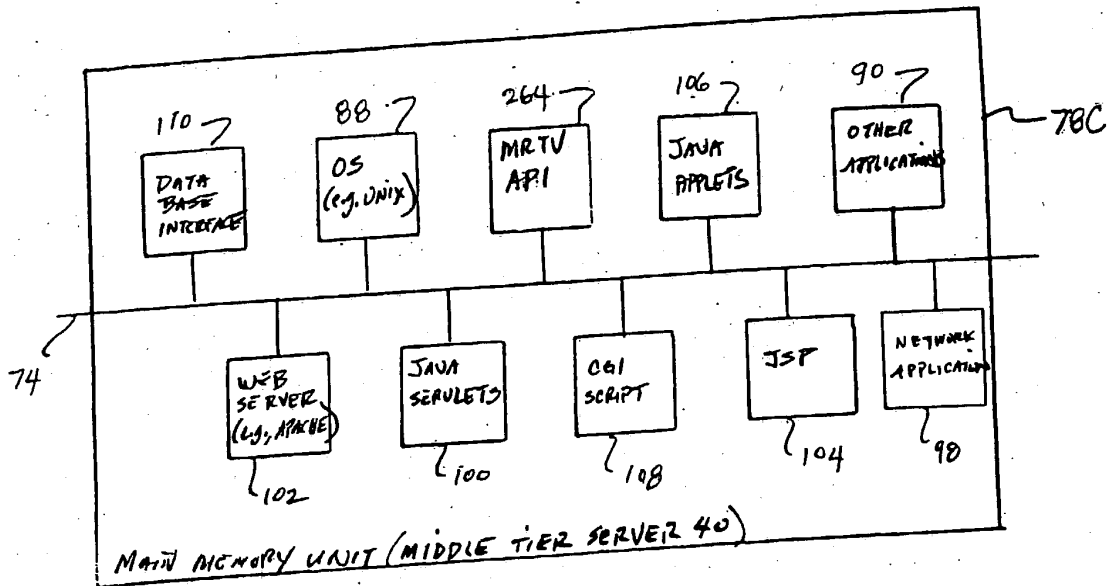 110
88
264
106
90
78C
DATA
BASE
INTERFACE
OS
(e.g. UNIX)
MRTV
API
JAVA
APPLETS
OTHER
APPLICATIONS
74
WEB
SERVER
(e.g., APACHE)
JAVA
SERVLETS
CGI
SCRIPT
JSP
NETWORK
APPLICATIONS
102
100
108
104
98
MAIN MEMORY UNIT (MIDDLE TIER SERVER 40)